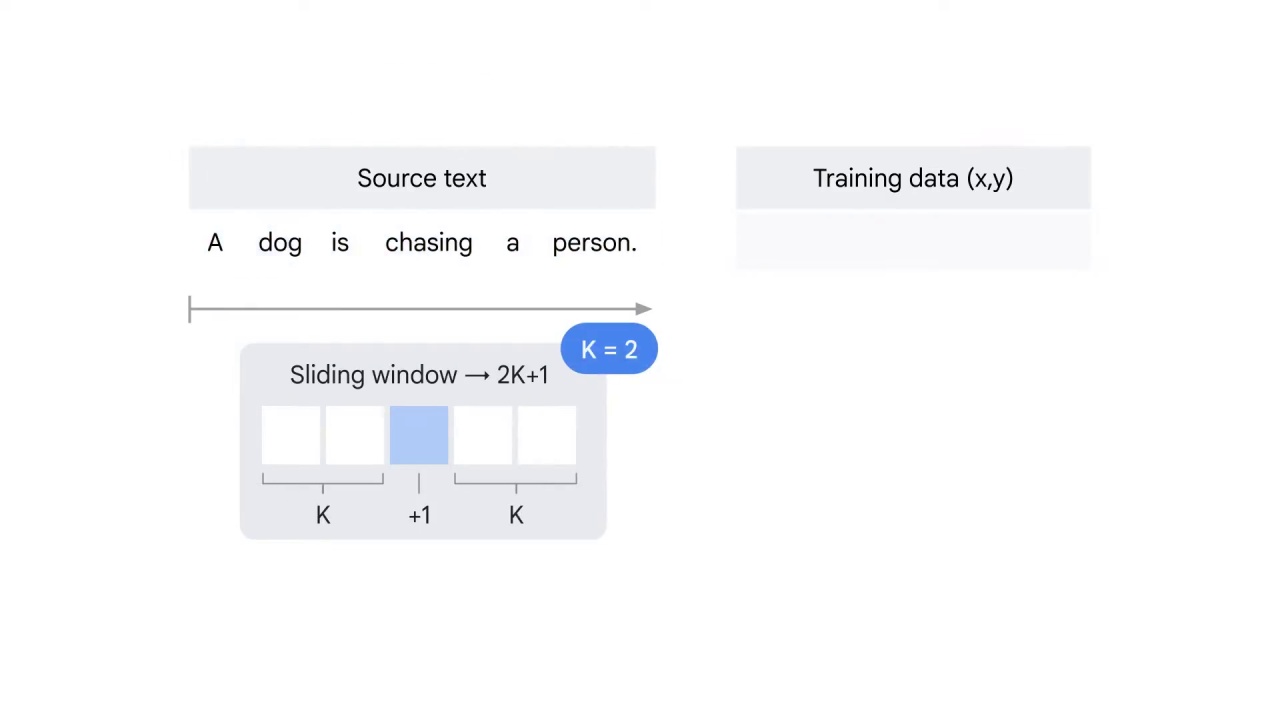 Source text
Training data (x,y)
A dog is chasing a person.
K = 2
Sliding window → 2K+1
K +1 K